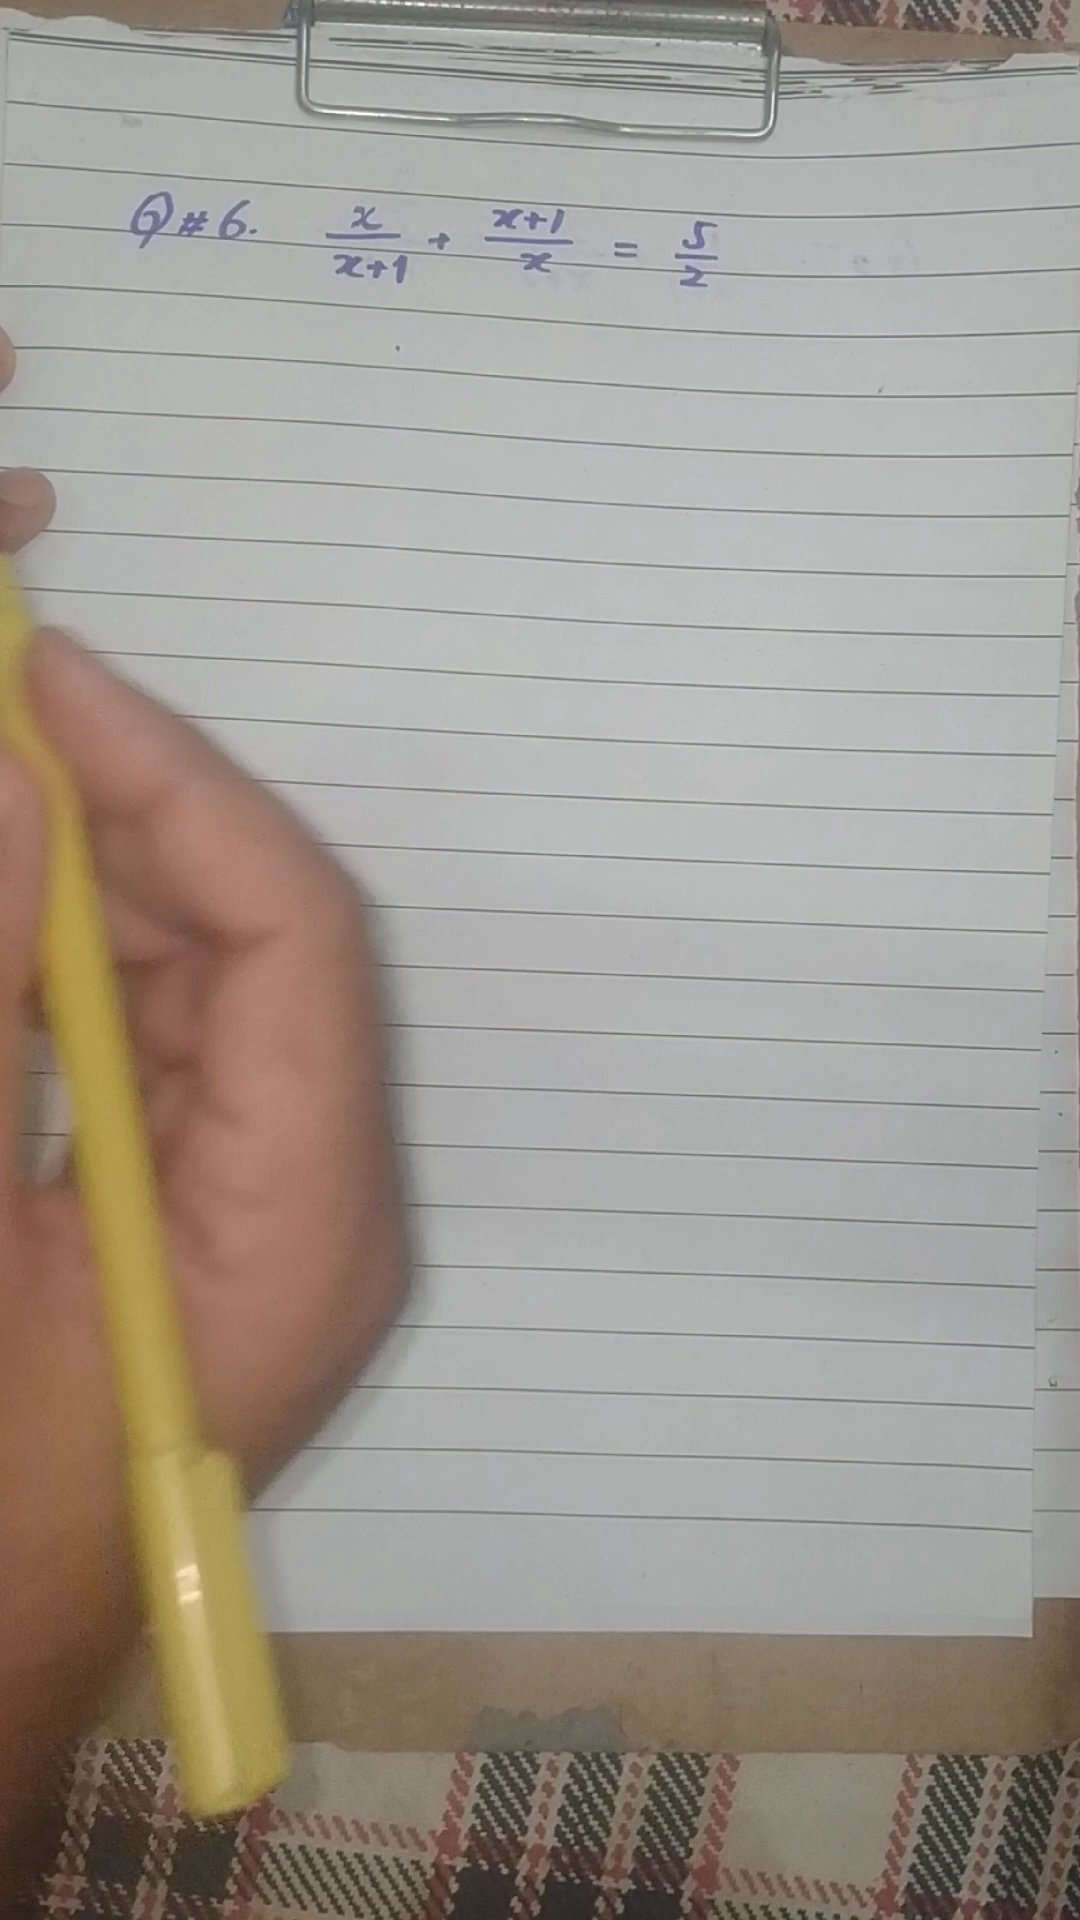 Q#6. x/(x+1) + (x+1)/x = 5/2